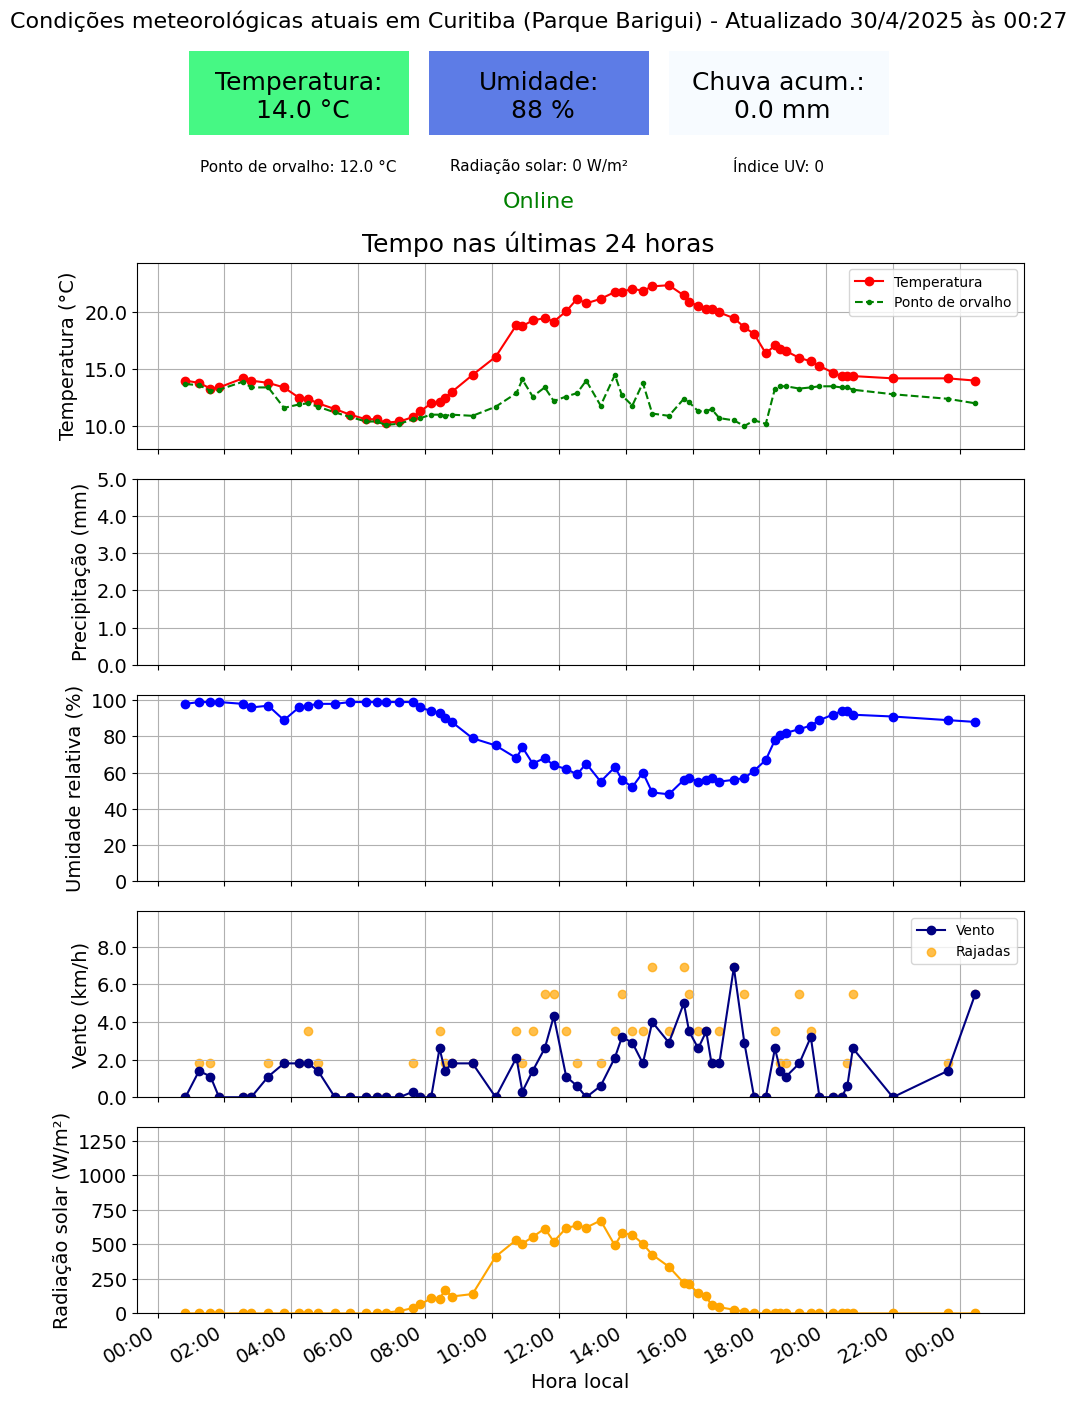 Condições meteorológicas atuais em Curitiba (Parque Barigui) - Atualizado 30/4/2025 às 00:27
Temperatura:
14.0 °C
Umidade:
88 %
Chuva acum.:
0.0 mm
Ponto de orvalho: 12.0 °C
Radiação solar: 0 W/m²
Índice UV: 0
Online
Tempo nas últimas 24 horas
Temperatura (°C)
20.0
15.0
10.0
Temperatura
Ponto de orvalho
Precipitação (mm)
5.0
4.0
3.0
2.0
1.0
0.0
Umidade relativa (%)
100
80
60
40
20
0
Vento (km/h)
8.0
6.0
4.0
2.0
0.0
Vento
Rajadas
Radiação solar (W/m²)
1250
1000
750
500
250
0
00:00
02:00
04:00
06:00
08:00
10:00
12:00
14:00
16:00
18:00
20:00
22:00
00:00
Hora local